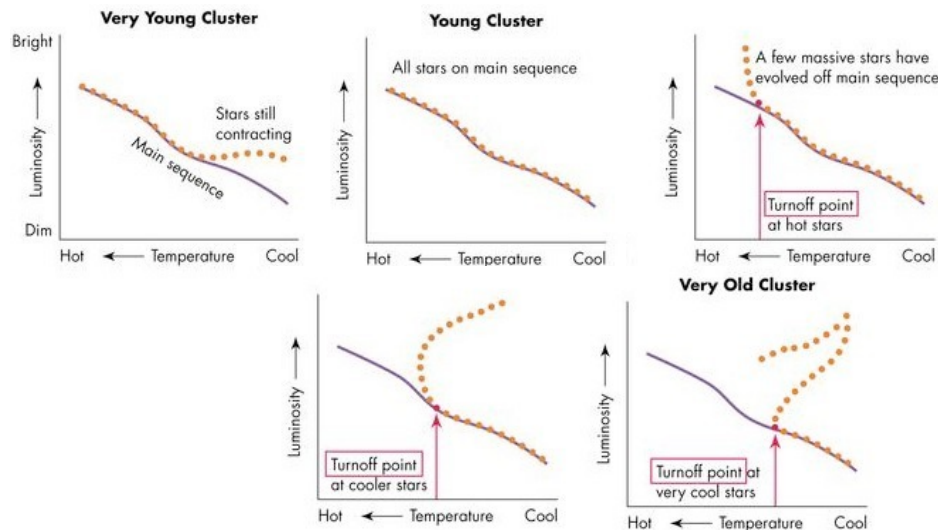 Very Young Cluster
Bright
Luminosity
Stars still
contracting
Main sequence
Dim
Hot
Temperature
Cool
Young Cluster
All stars on main sequence
Luminosity
Hot
Temperature
Cool
A few massive stars have
evolved off main sequence
Luminosity
Turnoff point
at hot stars
Hot
Temperature
Cool
Luminosity
Turnoff point
at cooler stars
Hot
Temperature
Cool
Very Old Cluster
Luminosity
Turnoff point at
very cool stars
Hot
Temperature
Cool